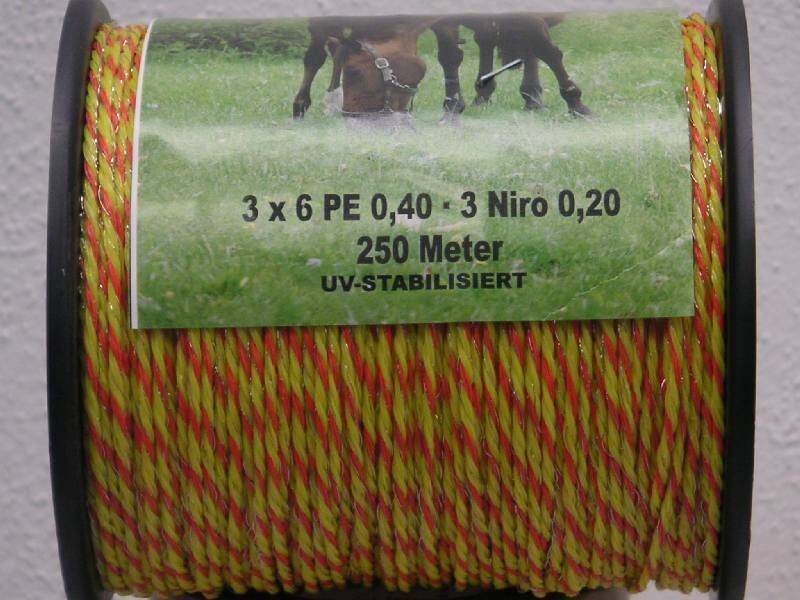 3 x 6 PE 0,40 · 3 Niro 0,20
250 Meter
UV-STABILISIERT